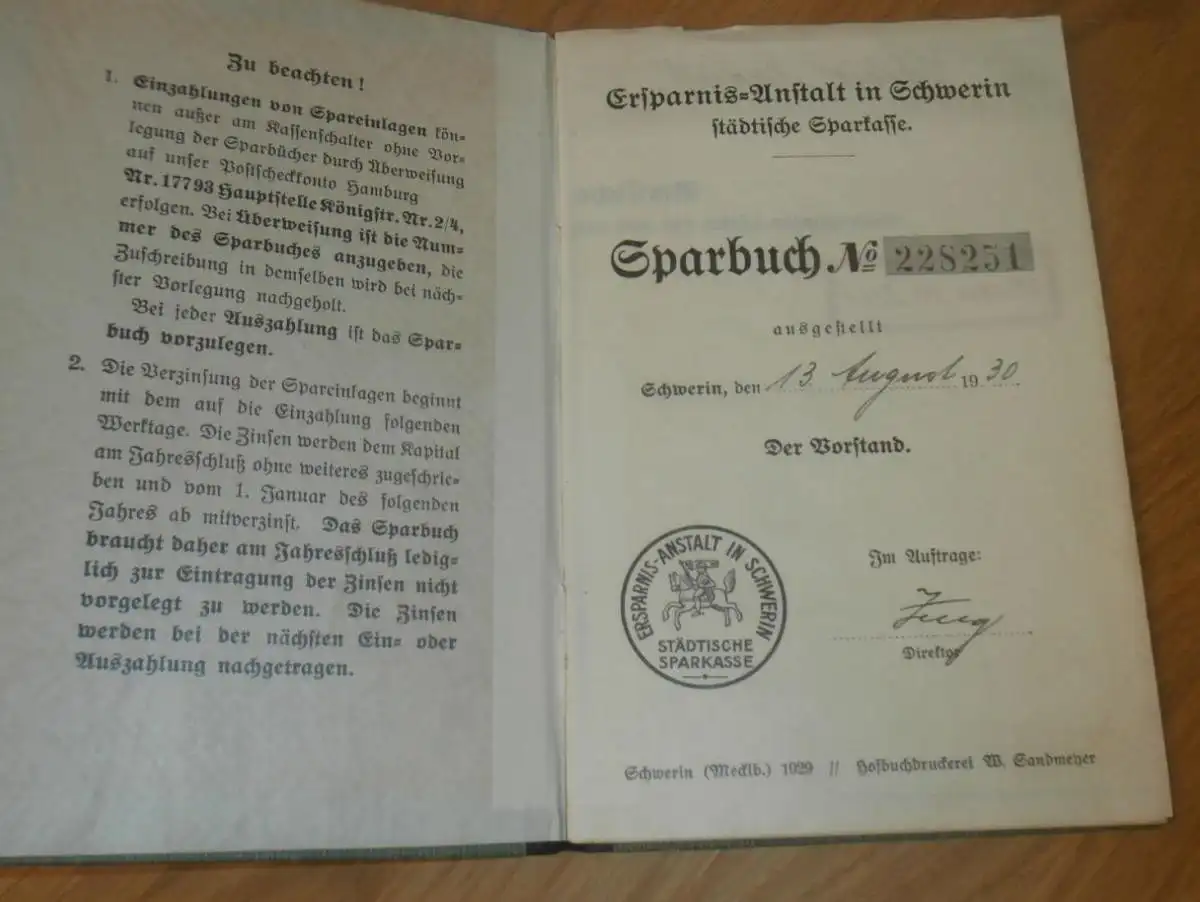 Zu beachten!
1. Einzahlungen von Spareinlagen kön-
nen außer am Kassenschalter ohne Vor-
legung der Sparbücher durch Überweisung
auf unser Postscheckkonto Hamburg
Nr. 17793 Hauptstelle Königstr. Nr. 2/4,
erfolgen. Bei Überweisung ist die Num-
mer des Sparbuches anzugeben, die
Zuschreibung in demselben wird bei näch-
ster Vorlegung nachgeholt.
Bei jeder Auszahlung ist das Spar-
buch vorzulegen.
2. Die Verzinsung der Spareinlagen beginnt
mit dem auf die Einzahlung folgenden
Werktage. Die Zinsen werden dem Kapital
am Jahresschluß ohne weiteres zugeschrie-
ben und vom 1. Januar des folgenden
Jahres ab mitverzinst. Das Sparbuch
braucht daher am Jahresschluß ledig-
lich zur Eintragung der Zinsen nicht
vorgelegt zu werden. Die Zinsen
werden bei der nächsten Ein- oder
Auszahlung nachgetragen.
Ersparnis-Anstalt in Schwerin
städtische Sparkasse.
Sparbuch No 228251
ausgestellt
Schwerin, den 13. August 1930.
Der Vorstand.
ERSPARNIS-ANSTALT IN SCHWERIN
STÄDTISCHE
SPARKASSE
Im Auftrage:
Direktor
Schwerin (Mecklb.) 1929 // Hofbuchdruckerei W. Sandmeyer